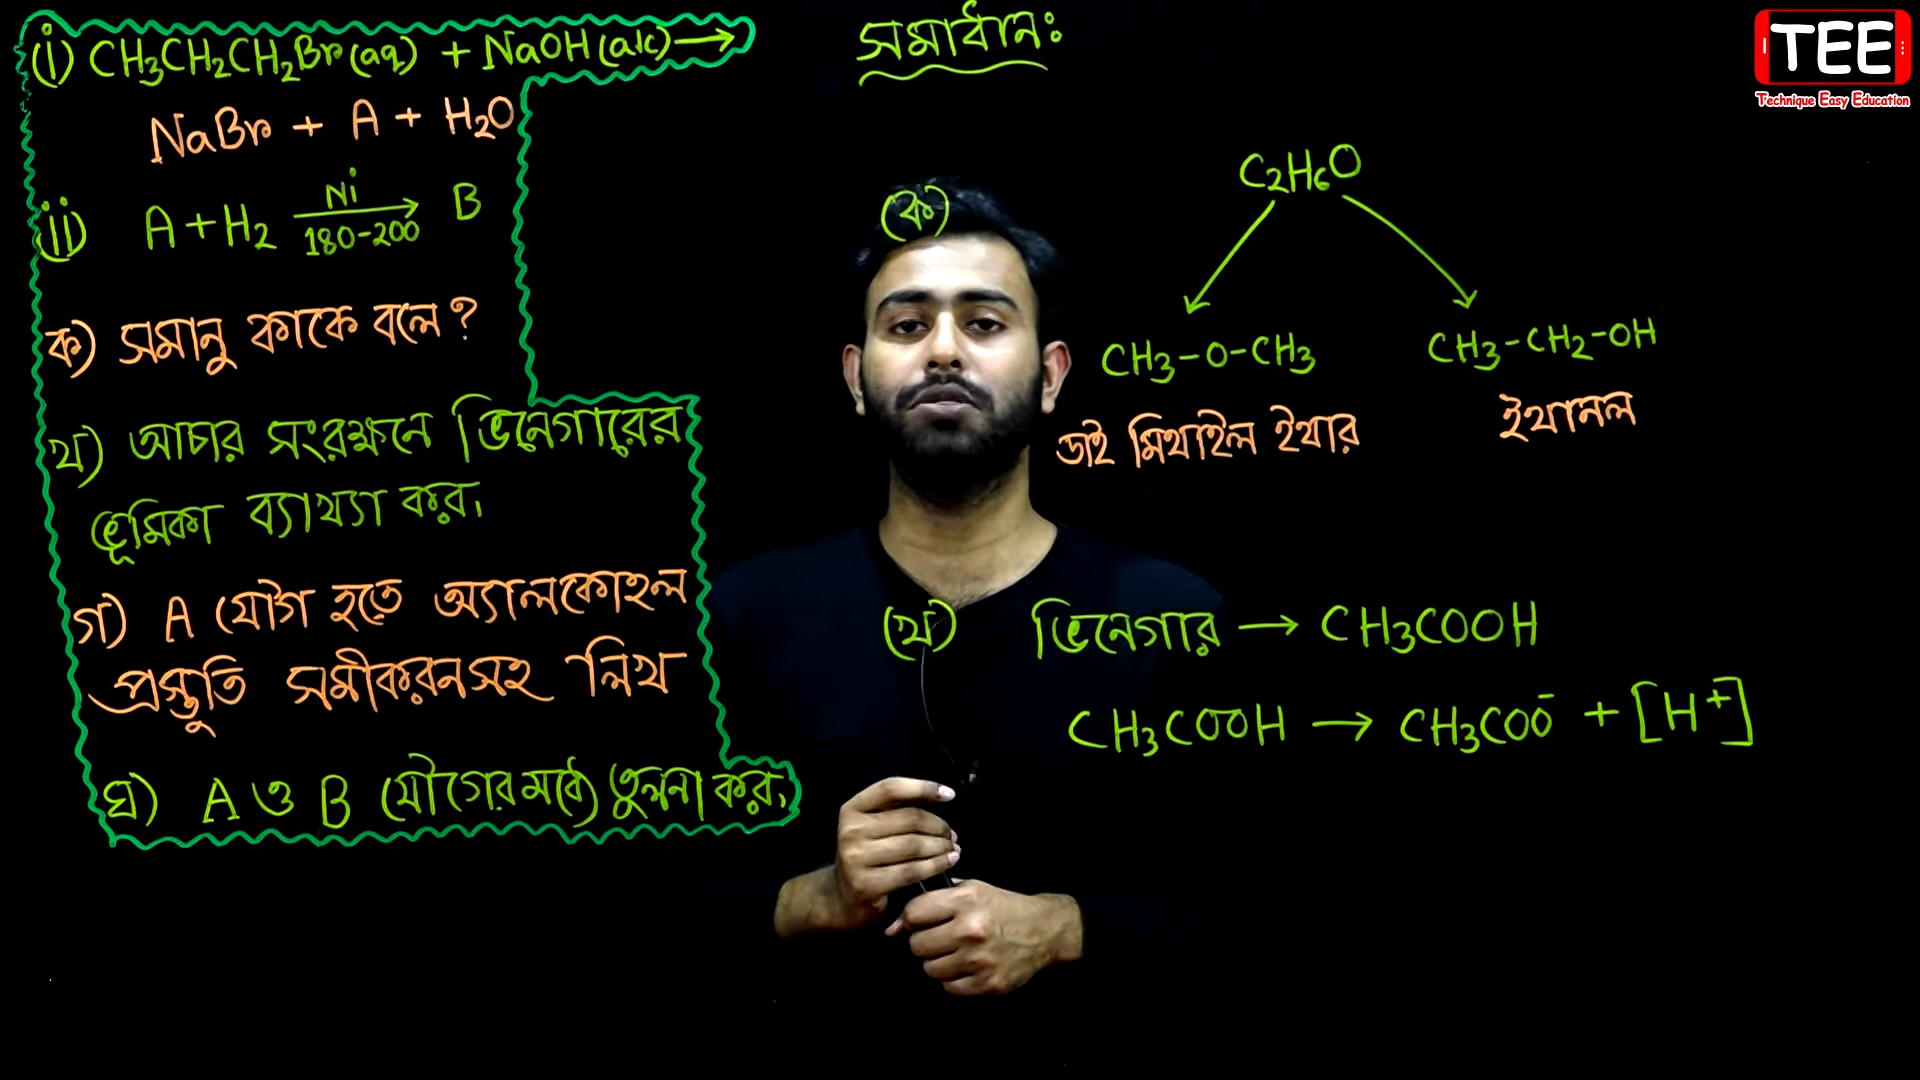 (i) CH₃CH₂CH₂Br(aq) + NaOH(alc)→
NaBr + A + H₂O
(ii) A+H₂ Ni 180-200 → B
ক) সমানু কাকে বলে?
খ) আচার সংরক্ষনে ভিনেগারের
ভূমিকা ব্যাখ্যা কর।
গ) A যৌগ হতে অ্যালকোহল
প্রস্তুতি সমীকরনসহ লিখ
ঘ) A ও B যৌগের মধ্যে তুলনা কর।
সমাধান:
(ক)
C₂H₆O
CH₃-O-CH₃
CH₃-CH₂-OH
ডাই মিথাইল ইথার
ইথানল
(খ) ভিনেগার → CH₃COOH
CH₃COOH → CH₃COO⁻ + [H⁺]
TEE
Technique Easy Education